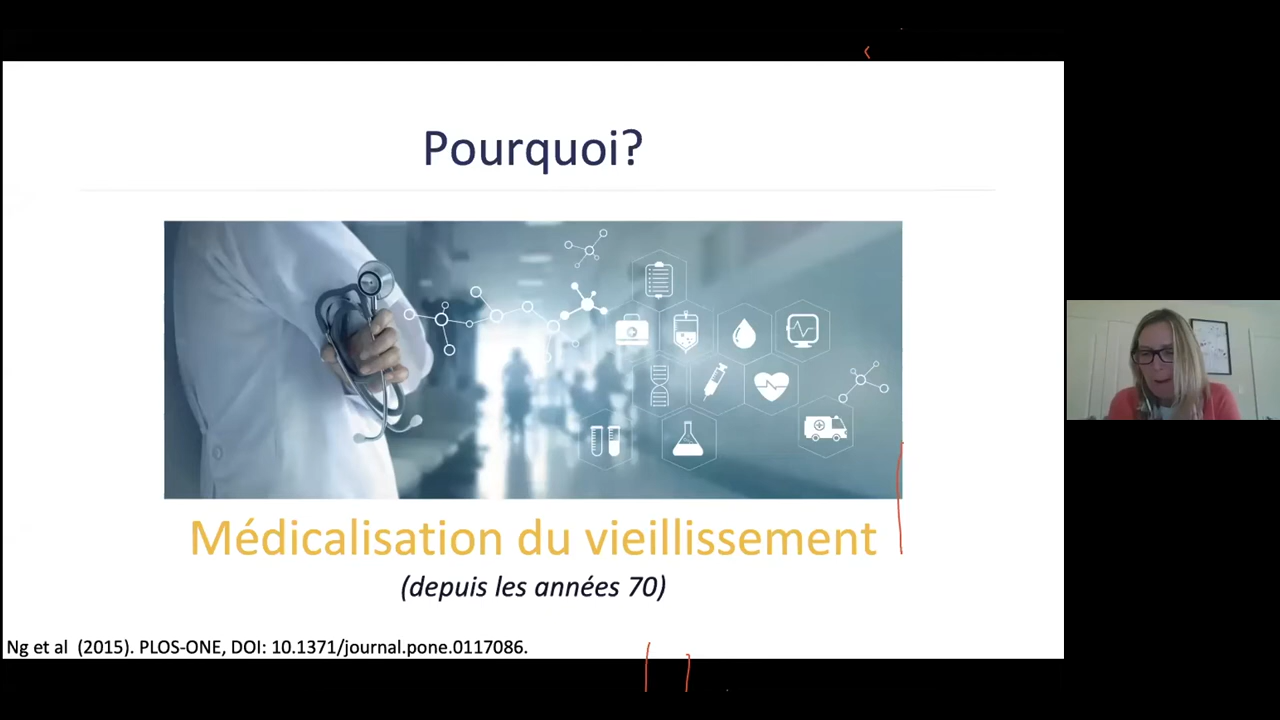 Pourquoi?
Médicalisation du vieillissement
(depuis les années 70)
Ng et al (2015). PLOS-ONE, DOI: 10.1371/journal.pone.0117086.